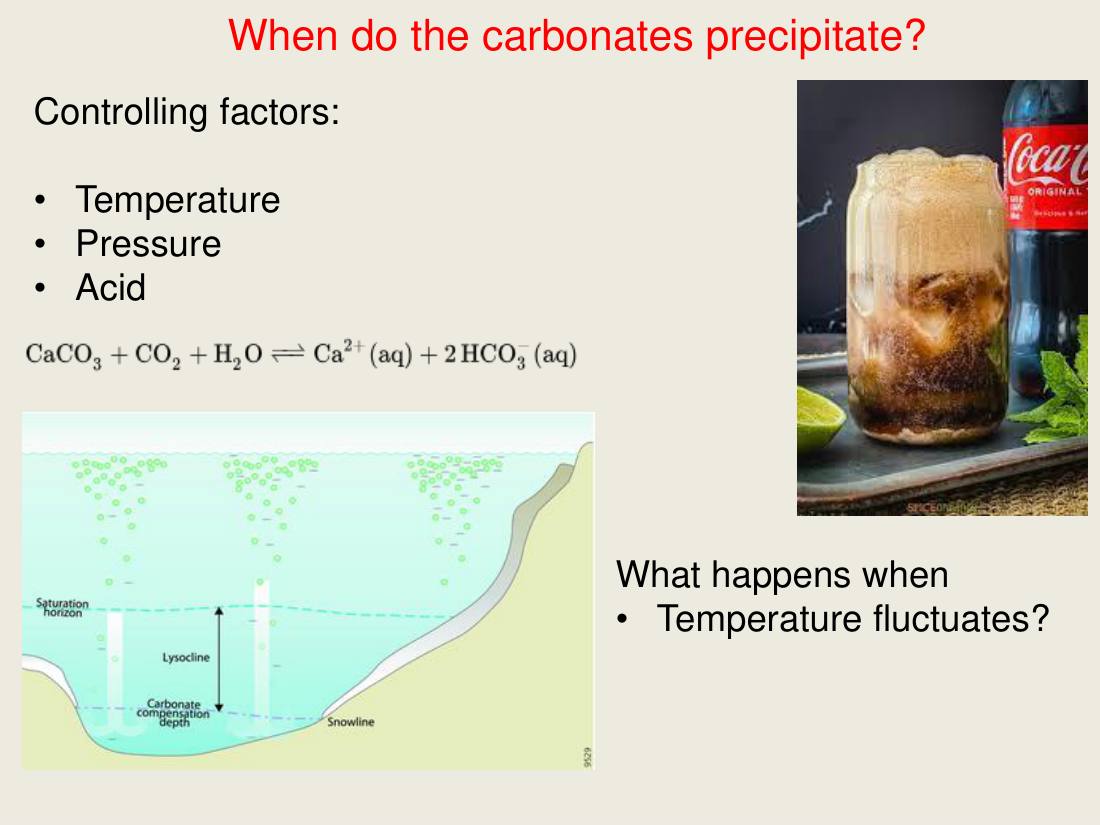 When do the carbonates precipitate?
Controlling factors:
• Temperature
• Pressure
• Acid
CaCO₃ + CO₂ + H₂O ⇌ Ca²⁺ (aq) + 2 HCO₃⁻ (aq)
Saturation
horizon
Lysocline
Carbonate
compensation
depth
Snowline
9529
Coca-C
ORIGINAL
What happens when
• Temperature fluctuates?